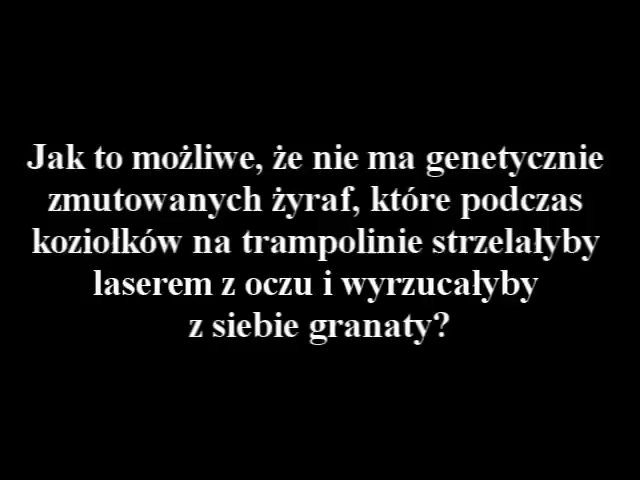 Jak to możliwe, że nie ma genetycznie
zmutowanych żyraf, które podczas
koziołków na trampolinie strzelałyby
laserem z oczu i wyrzucałyby
z siebie granaty?